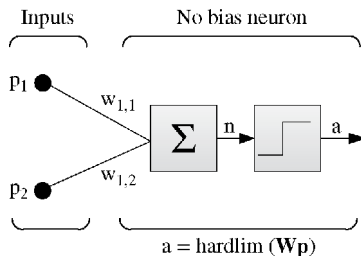 Inputs
No bias neuron
p1
w1,1
Σ
n
a
w1,2
p2
a = hardlim (Wp)